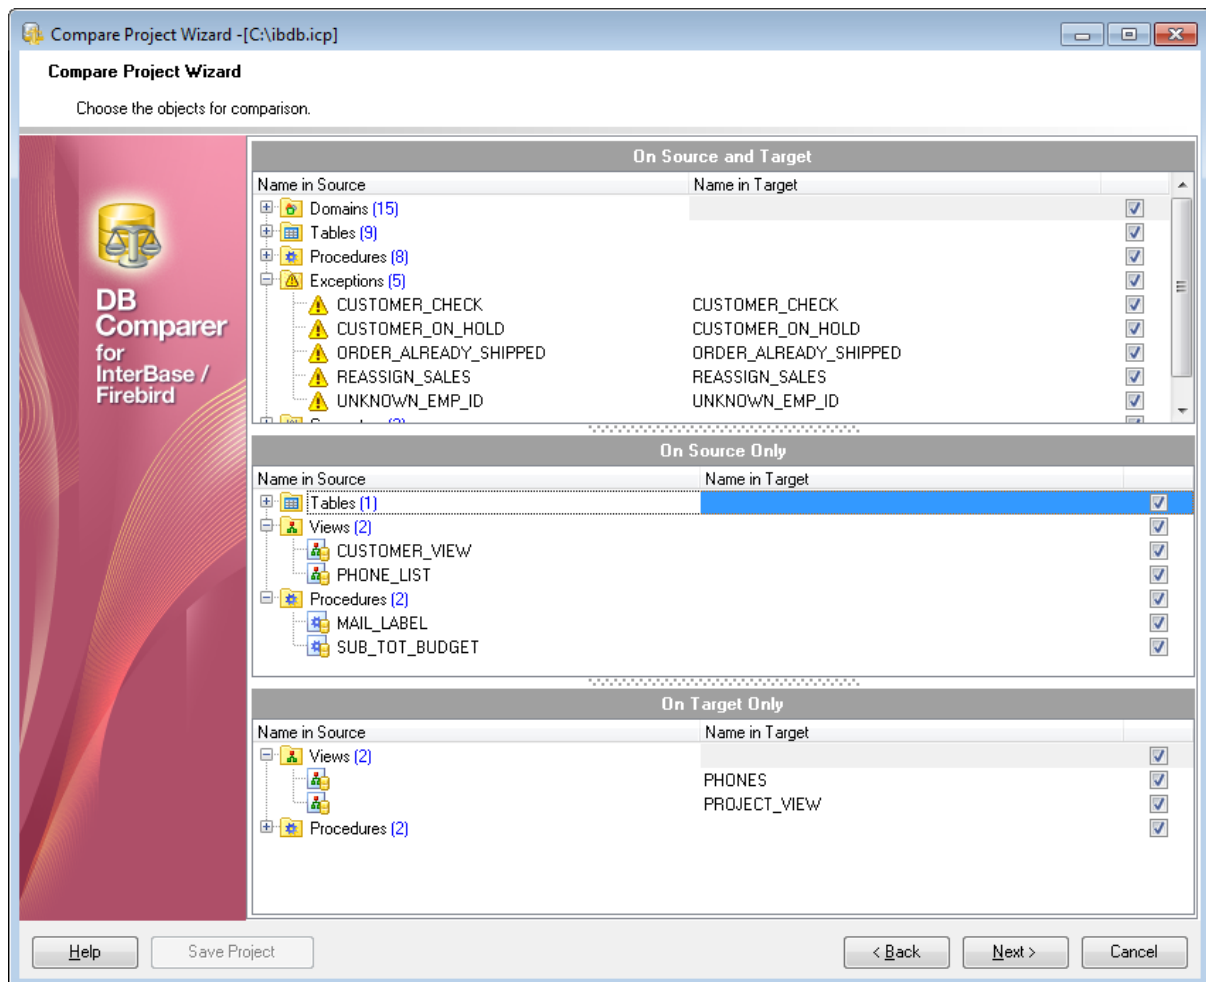 Compare Project Wizard -[C:\ibdb.icp]
Compare Project Wizard
Choose the objects for comparison.
DB
Comparer
for
InterBase /
Firebird
On Source and Target
Name in Source Name in Target
Domains (15)
Tables (9)
Procedures (8)
Exceptions (5)
CUSTOMER_CHECK CUSTOMER_CHECK
CUSTOMER_ON_HOLD CUSTOMER_ON_HOLD
ORDER_ALREADY_SHIPPED ORDER_ALREADY_SHIPPED
REASSIGN_SALES REASSIGN_SALES
UNKNOWN_EMP_ID UNKNOWN_EMP_ID
On Source Only
Name in Source Name in Target
Tables (1)
Views (2)
CUSTOMER_VIEW
PHONE_LIST
Procedures (2)
MAIL_LABEL
SUB_TOT_BUDGET
On Target Only
Name in Source Name in Target
Views (2)
PHONES
PROJECT_VIEW
Procedures (2)
Help Save Project < Back Next > Cancel